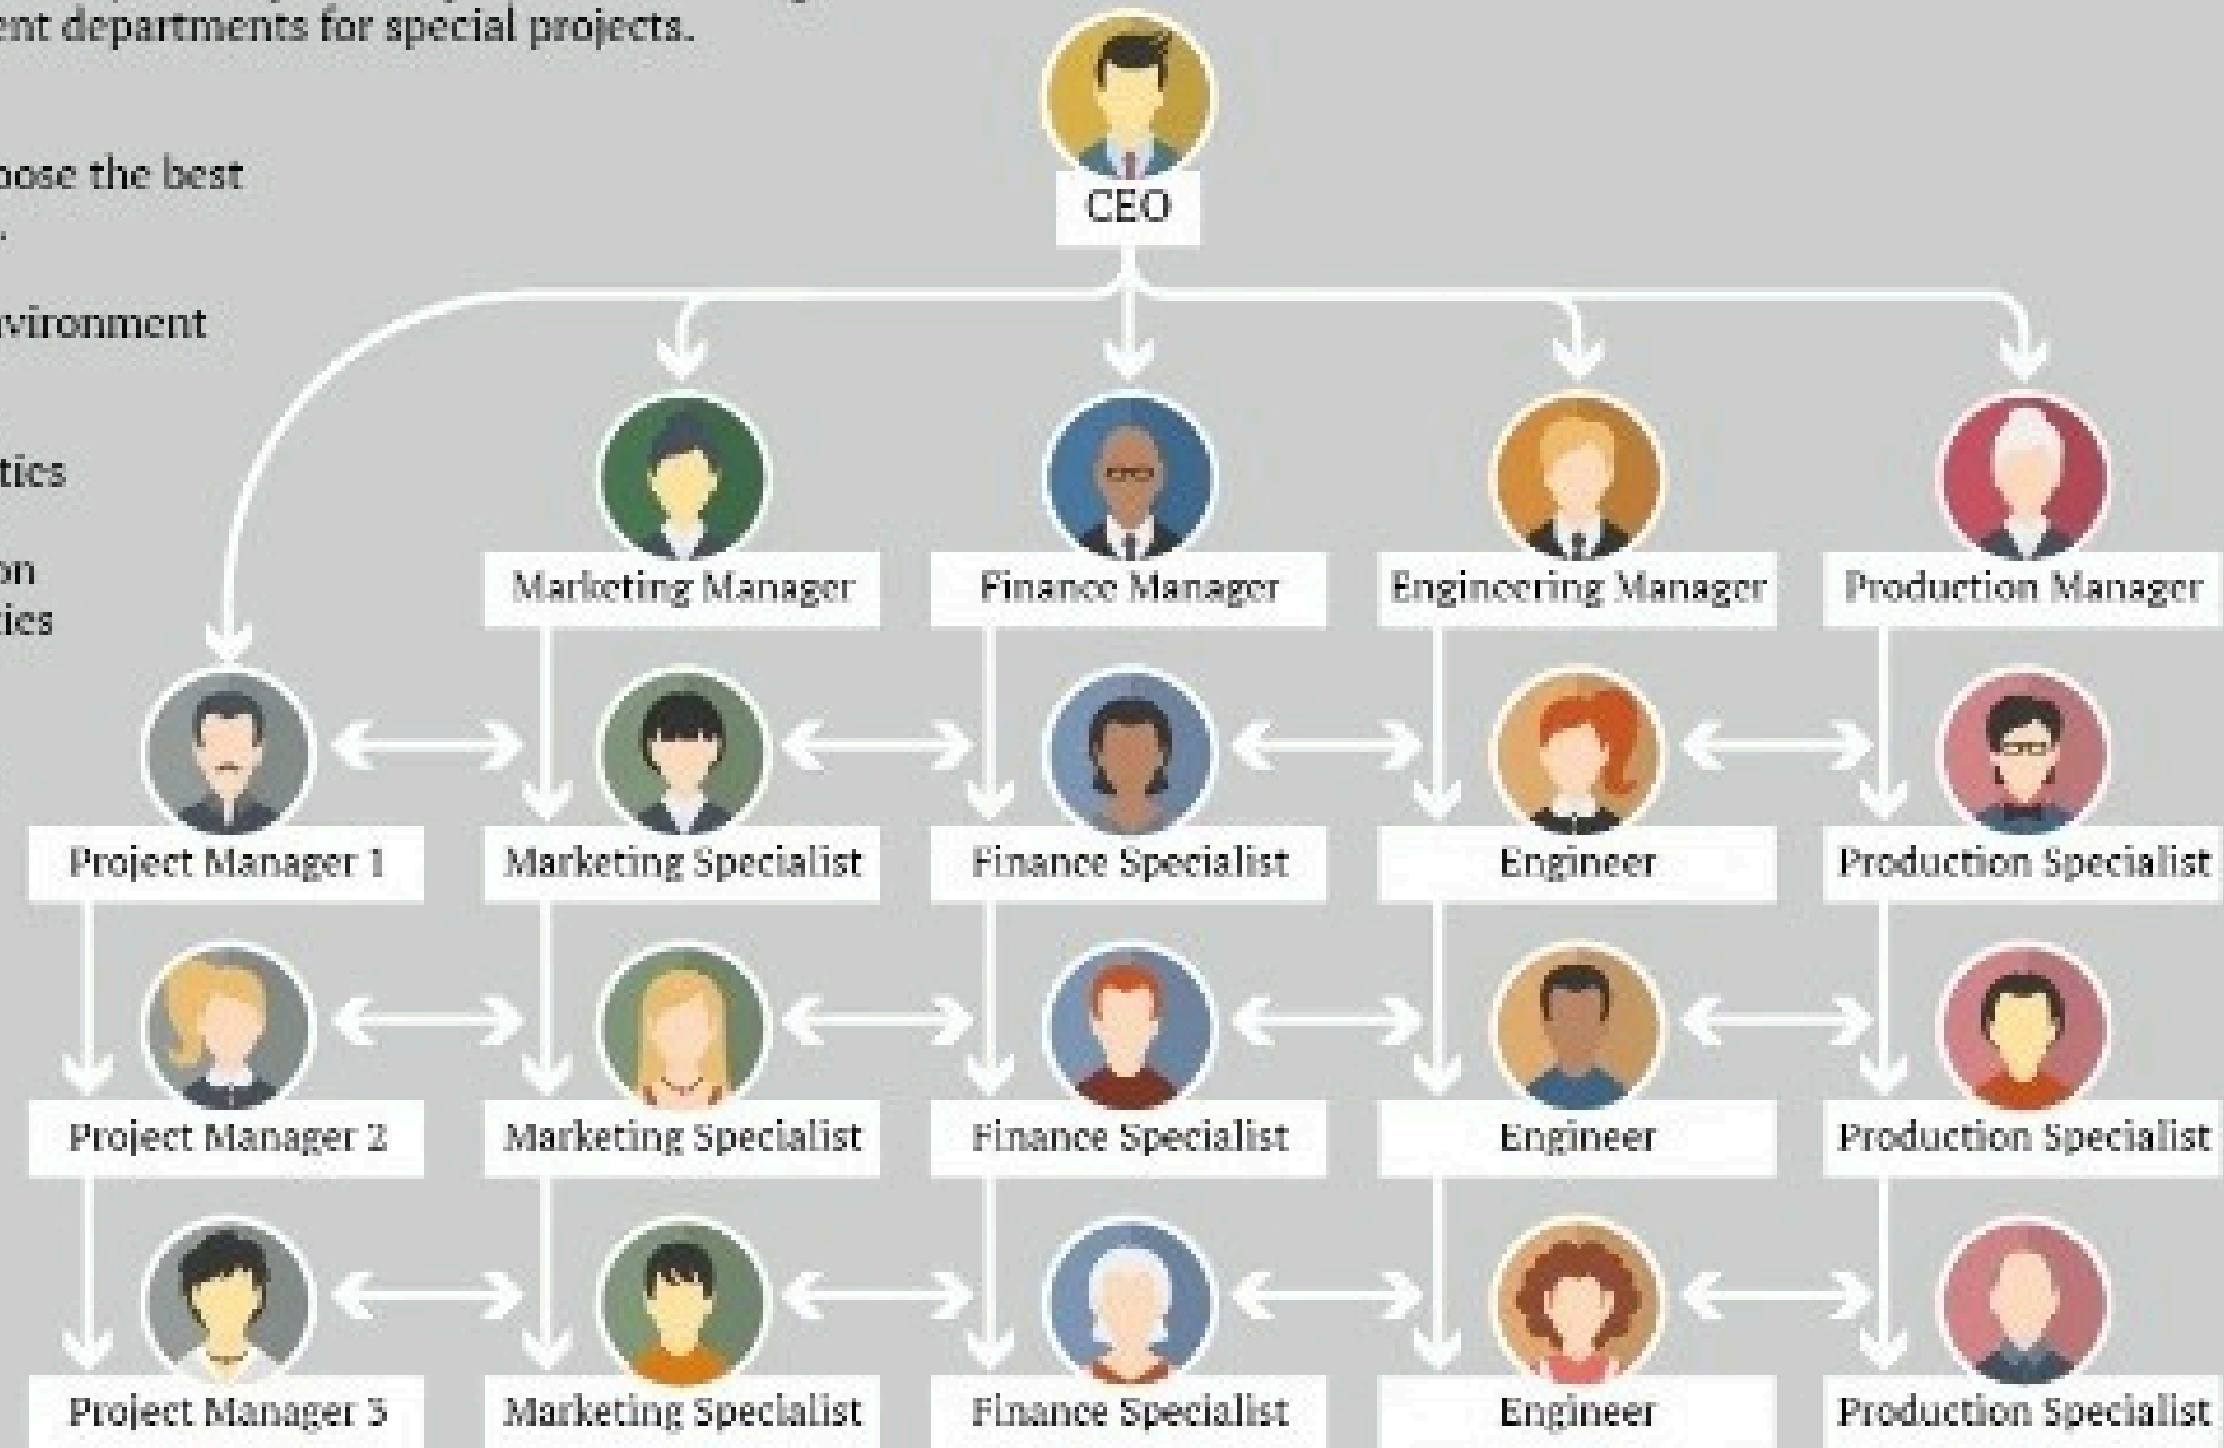 ent departments for special projects.
oose the best
.
vironment
tics
on
ties
CEO
Marketing Manager
Finance Manager
Engineering Manager
Production Manager
Project Manager 1
Marketing Specialist
Finance Specialist
Engineer
Production Specialist
Project Manager 2
Marketing Specialist
Finance Specialist
Engineer
Production Specialist
Project Manager 3
Marketing Specialist
Finance Specialist
Engineer
Production Specialist